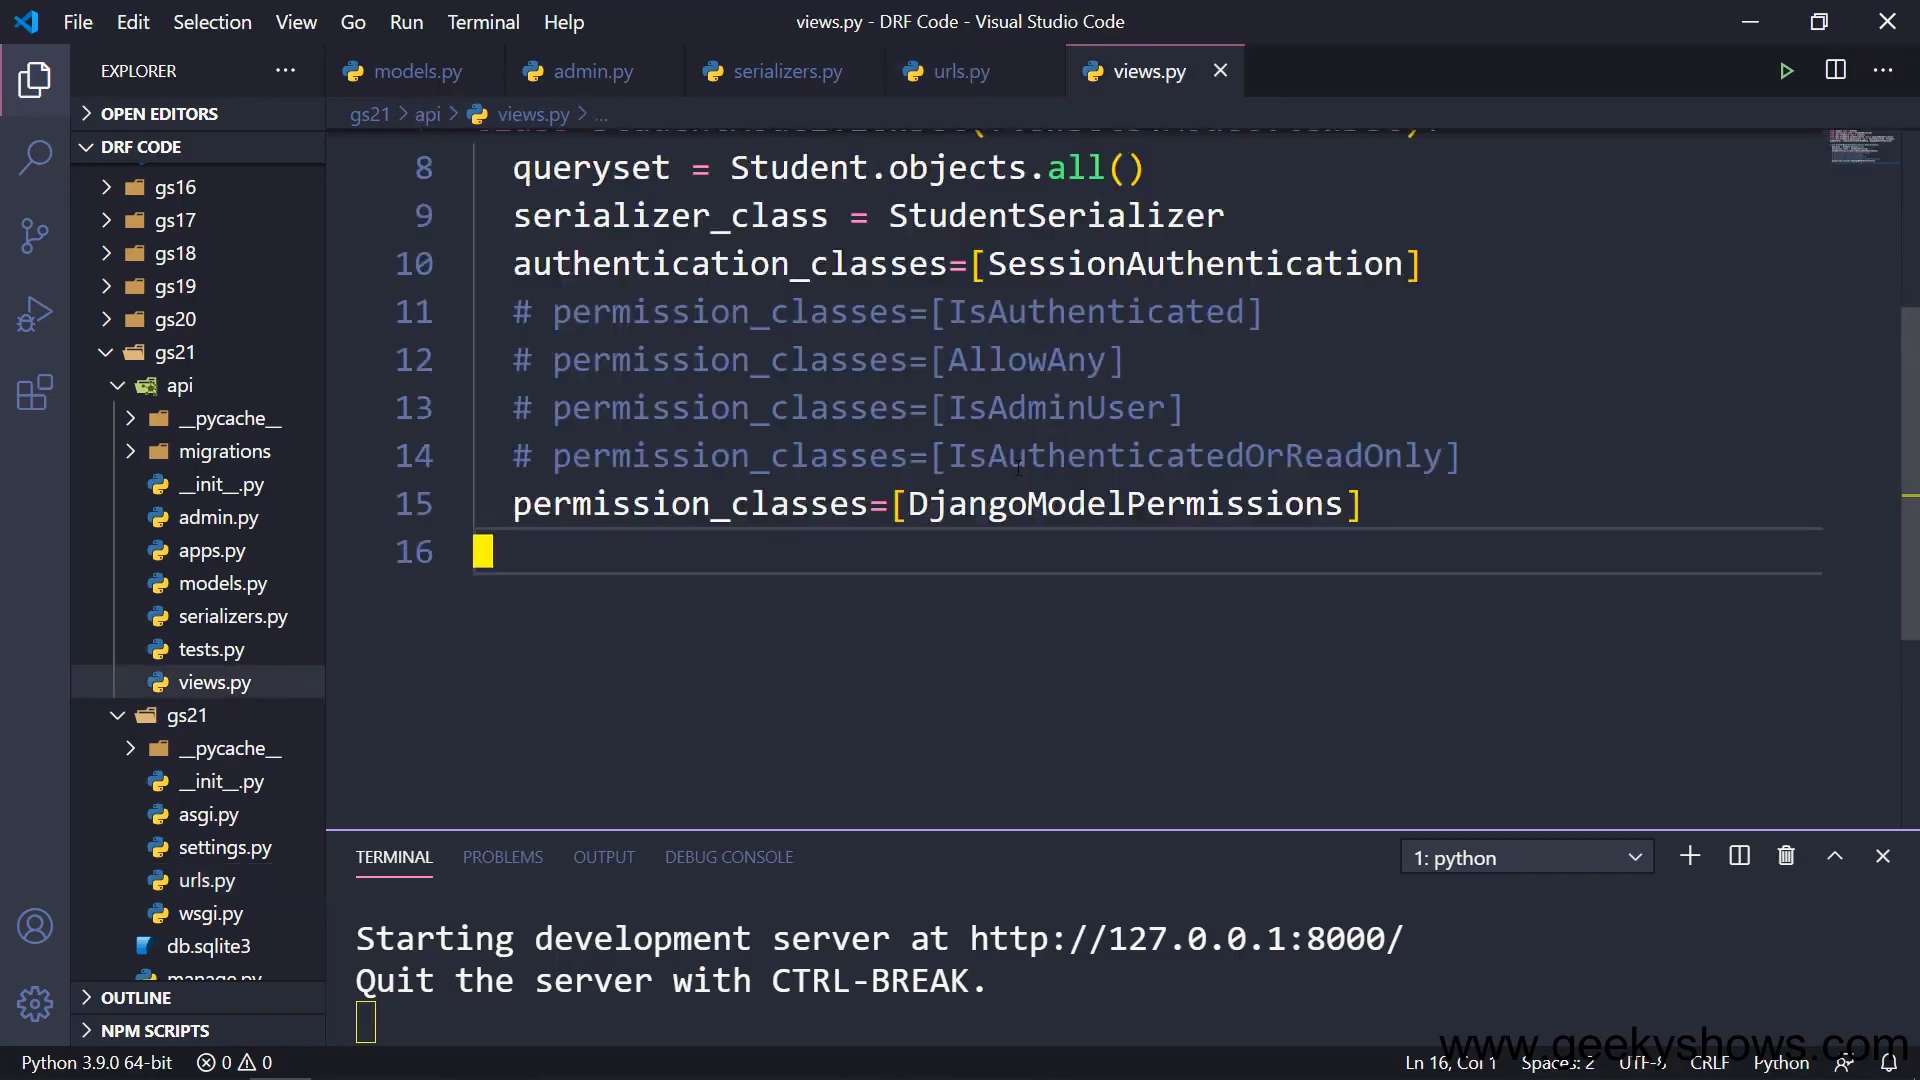 File Edit Selection View Go Run Terminal Help
views.py - DRF Code - Visual Studio Code
EXPLORER
models.py
admin.py
serializers.py
urls.py
views.py
OPEN EDITORS
gs21 > api > views.py > ...
DRF CODE
gs16
gs17
gs18
gs19
gs20
gs21
api
__pycache__
migrations
__init__.py
admin.py
apps.py
models.py
serializers.py
tests.py
views.py
gs21
__pycache__
__init__.py
asgi.py
settings.py
urls.py
wsgi.py
db.sqlite3
manage.py
OUTLINE
NPM SCRIPTS
8 queryset = Student.objects.all()
9 serializer_class = StudentSerializer
10 authentication_classes=[SessionAuthentication]
11 # permission_classes=[IsAuthenticated]
12 # permission_classes=[AllowAny]
13 # permission_classes=[IsAdminUser]
14 # permission_classes=[IsAuthenticatedOrReadOnly]
15 permission_classes=[DjangoModelPermissions]
16
TERMINAL PROBLEMS OUTPUT DEBUG CONSOLE
1: python
Starting development server at http://127.0.0.1:8000/
Quit the server with CTRL-BREAK.
www.geekyshows.com
Python 3.9.0 64-bit 0 0
Ln 16, Col 1 Spaces: 2 UTF-8 CRLF Python